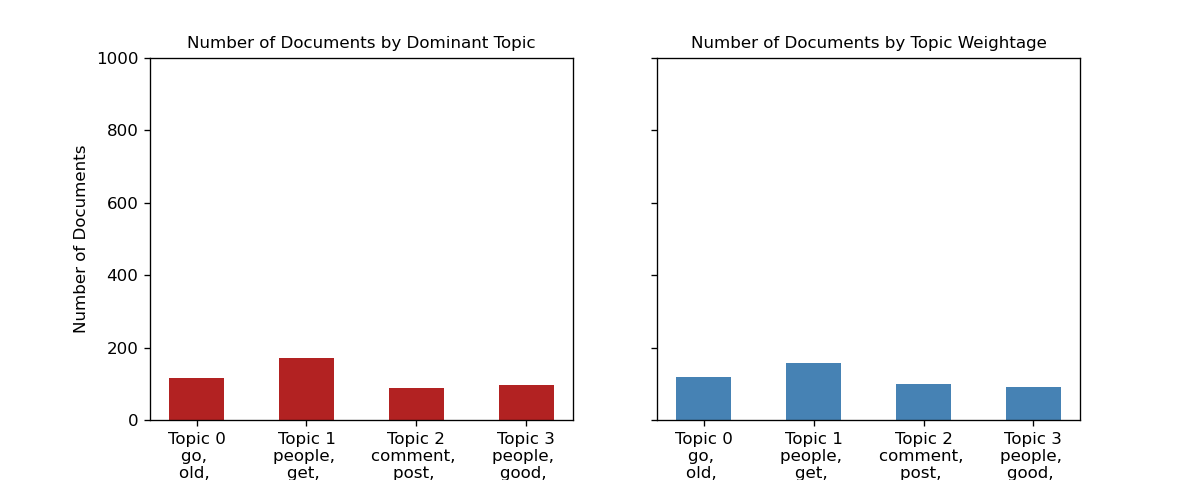 Number of Documents by Dominant Topic
Number of Documents
1000
800
600
400
200
0
Topic 0
go,
old,
Topic 1
people,
get,
Topic 2
comment,
post,
Topic 3
people,
good,
Number of Documents by Topic Weightage
Topic 0
go,
old,
Topic 1
people,
get,
Topic 2
comment,
post,
Topic 3
people,
good,